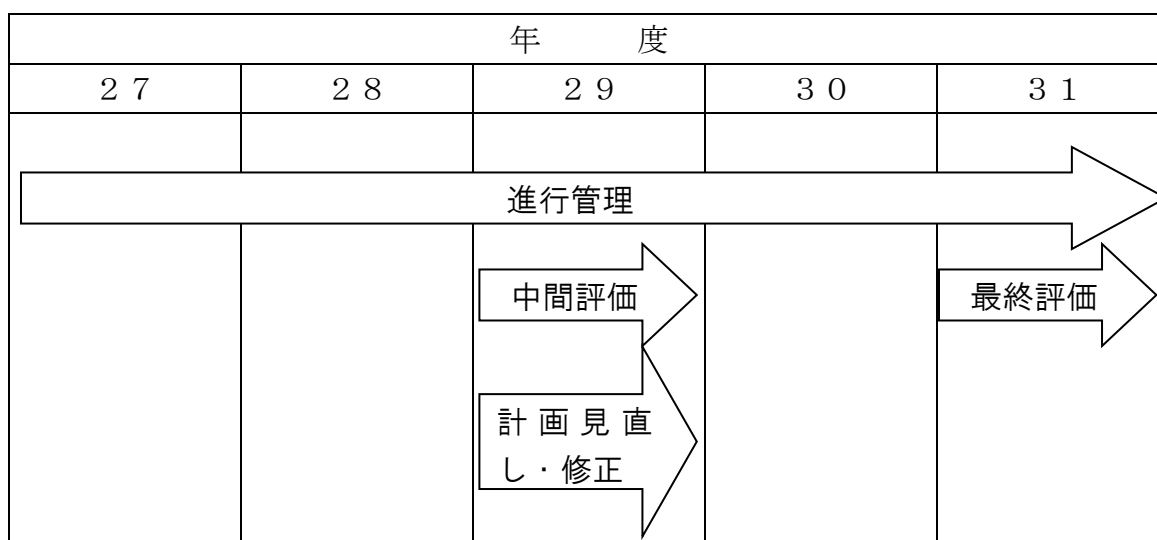 年　　　度
２７　２８　２９　３０　３１
進行管理
中間評価　最終評価
計画見直
し・修正